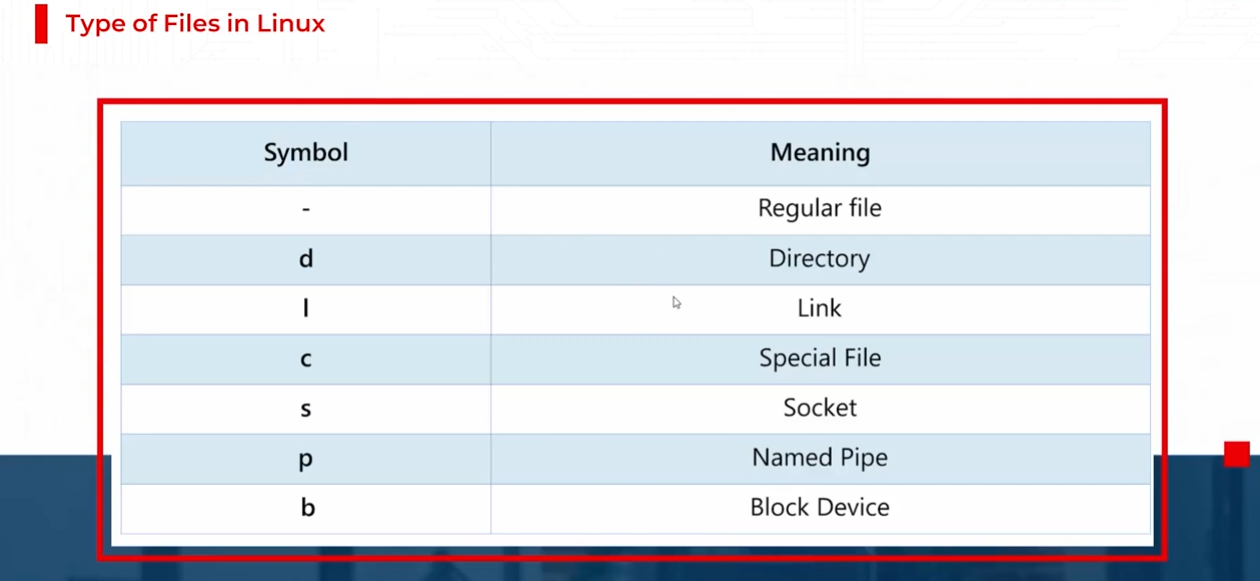 Type of Files in Linux
Symbol Meaning
- Regular file
d Directory
l Link
c Special File
s Socket
p Named Pipe
b Block Device